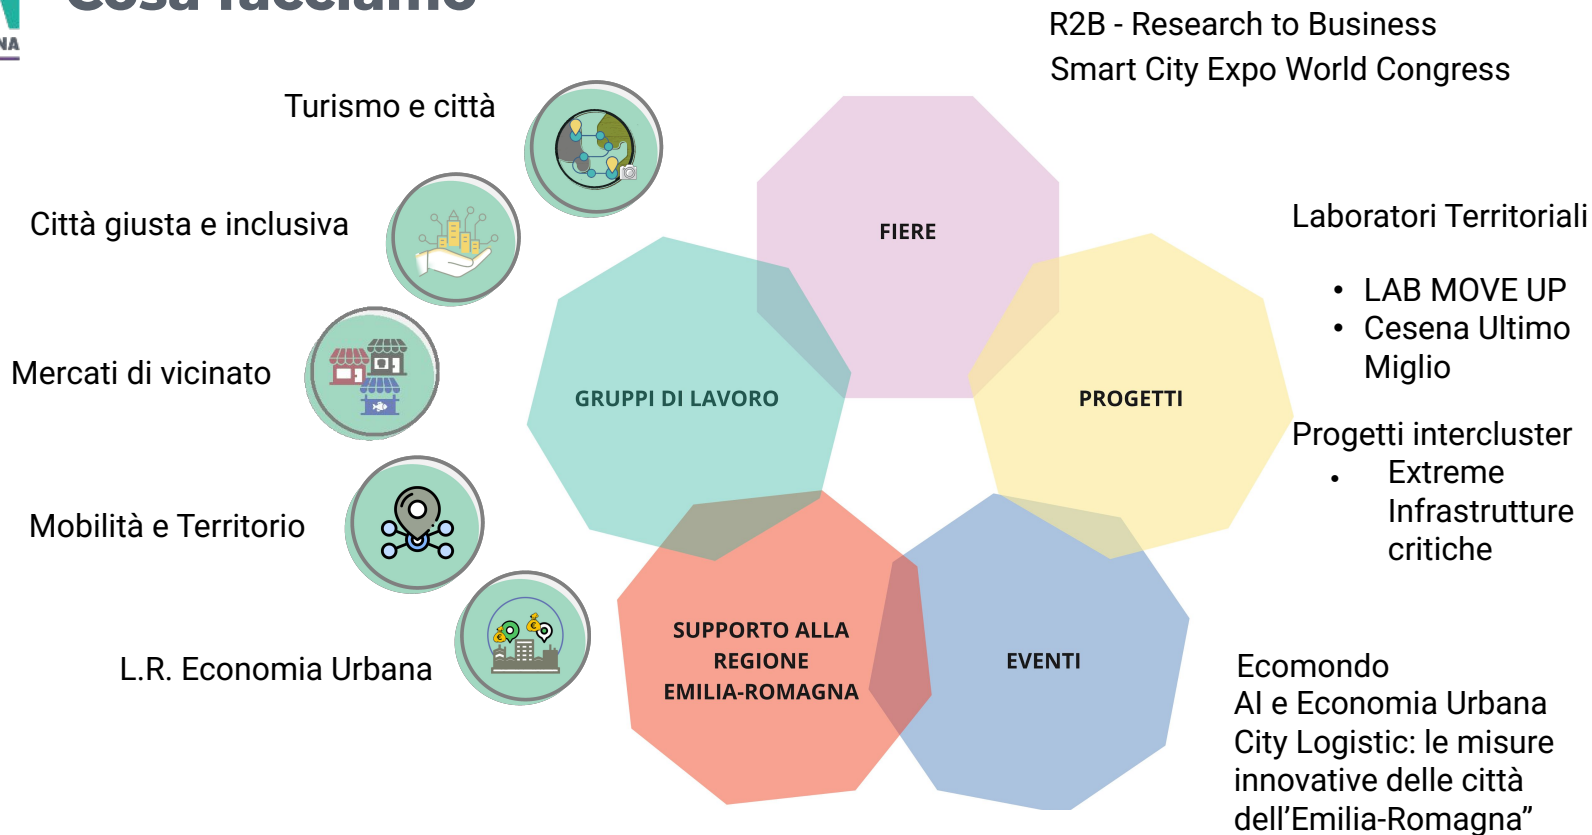 Cosa facciamo
NA
R2B - Research to Business
Smart City Expo World Congress
Turismo e città
Città giusta e inclusiva
Mercati di vicinato
Mobilità e Territorio
L.R. Economia Urbana
FIERE
GRUPPI DI LAVORO
PROGETTI
SUPPORTO ALLA
REGIONE
EMILIA-ROMAGNA
EVENTI
Laboratori Territoriali
• LAB MOVE UP
• Cesena Ultimo
Miglio
Progetti intercluster
• Extreme
Infrastrutture
critiche
Ecomondo
AI e Economia Urbana
City Logistic: le misure
innovative delle città
dell’Emilia-Romagna”